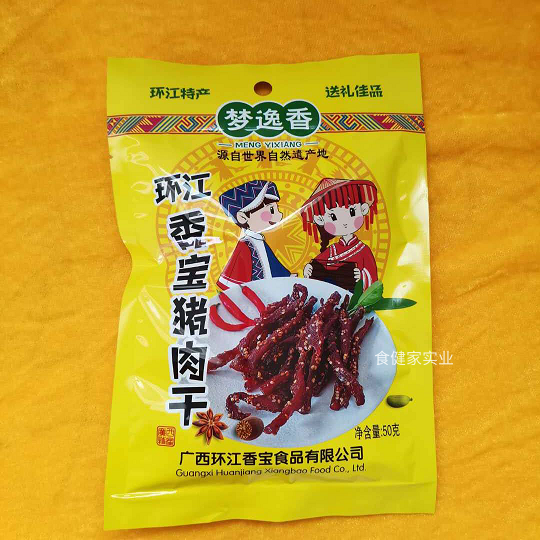 环江特产 送礼佳品
梦逸香
MENG YIXIANG
源自世界自然遗产地
环江
香宝猪肉干
食健家实业
净含量:50克
广西环江香宝食品有限公司
Guangxi Huanjiang Xiangbao Food Co., Ltd.